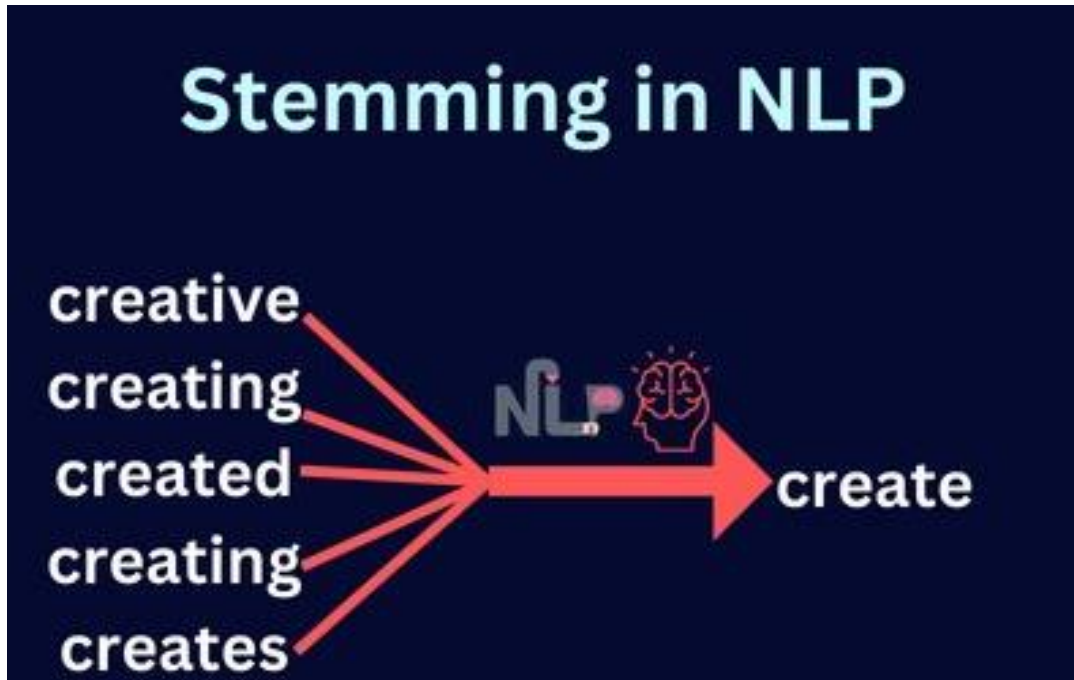 Stemming in NLP
creative
creating
created
creating
creates
NLP
create